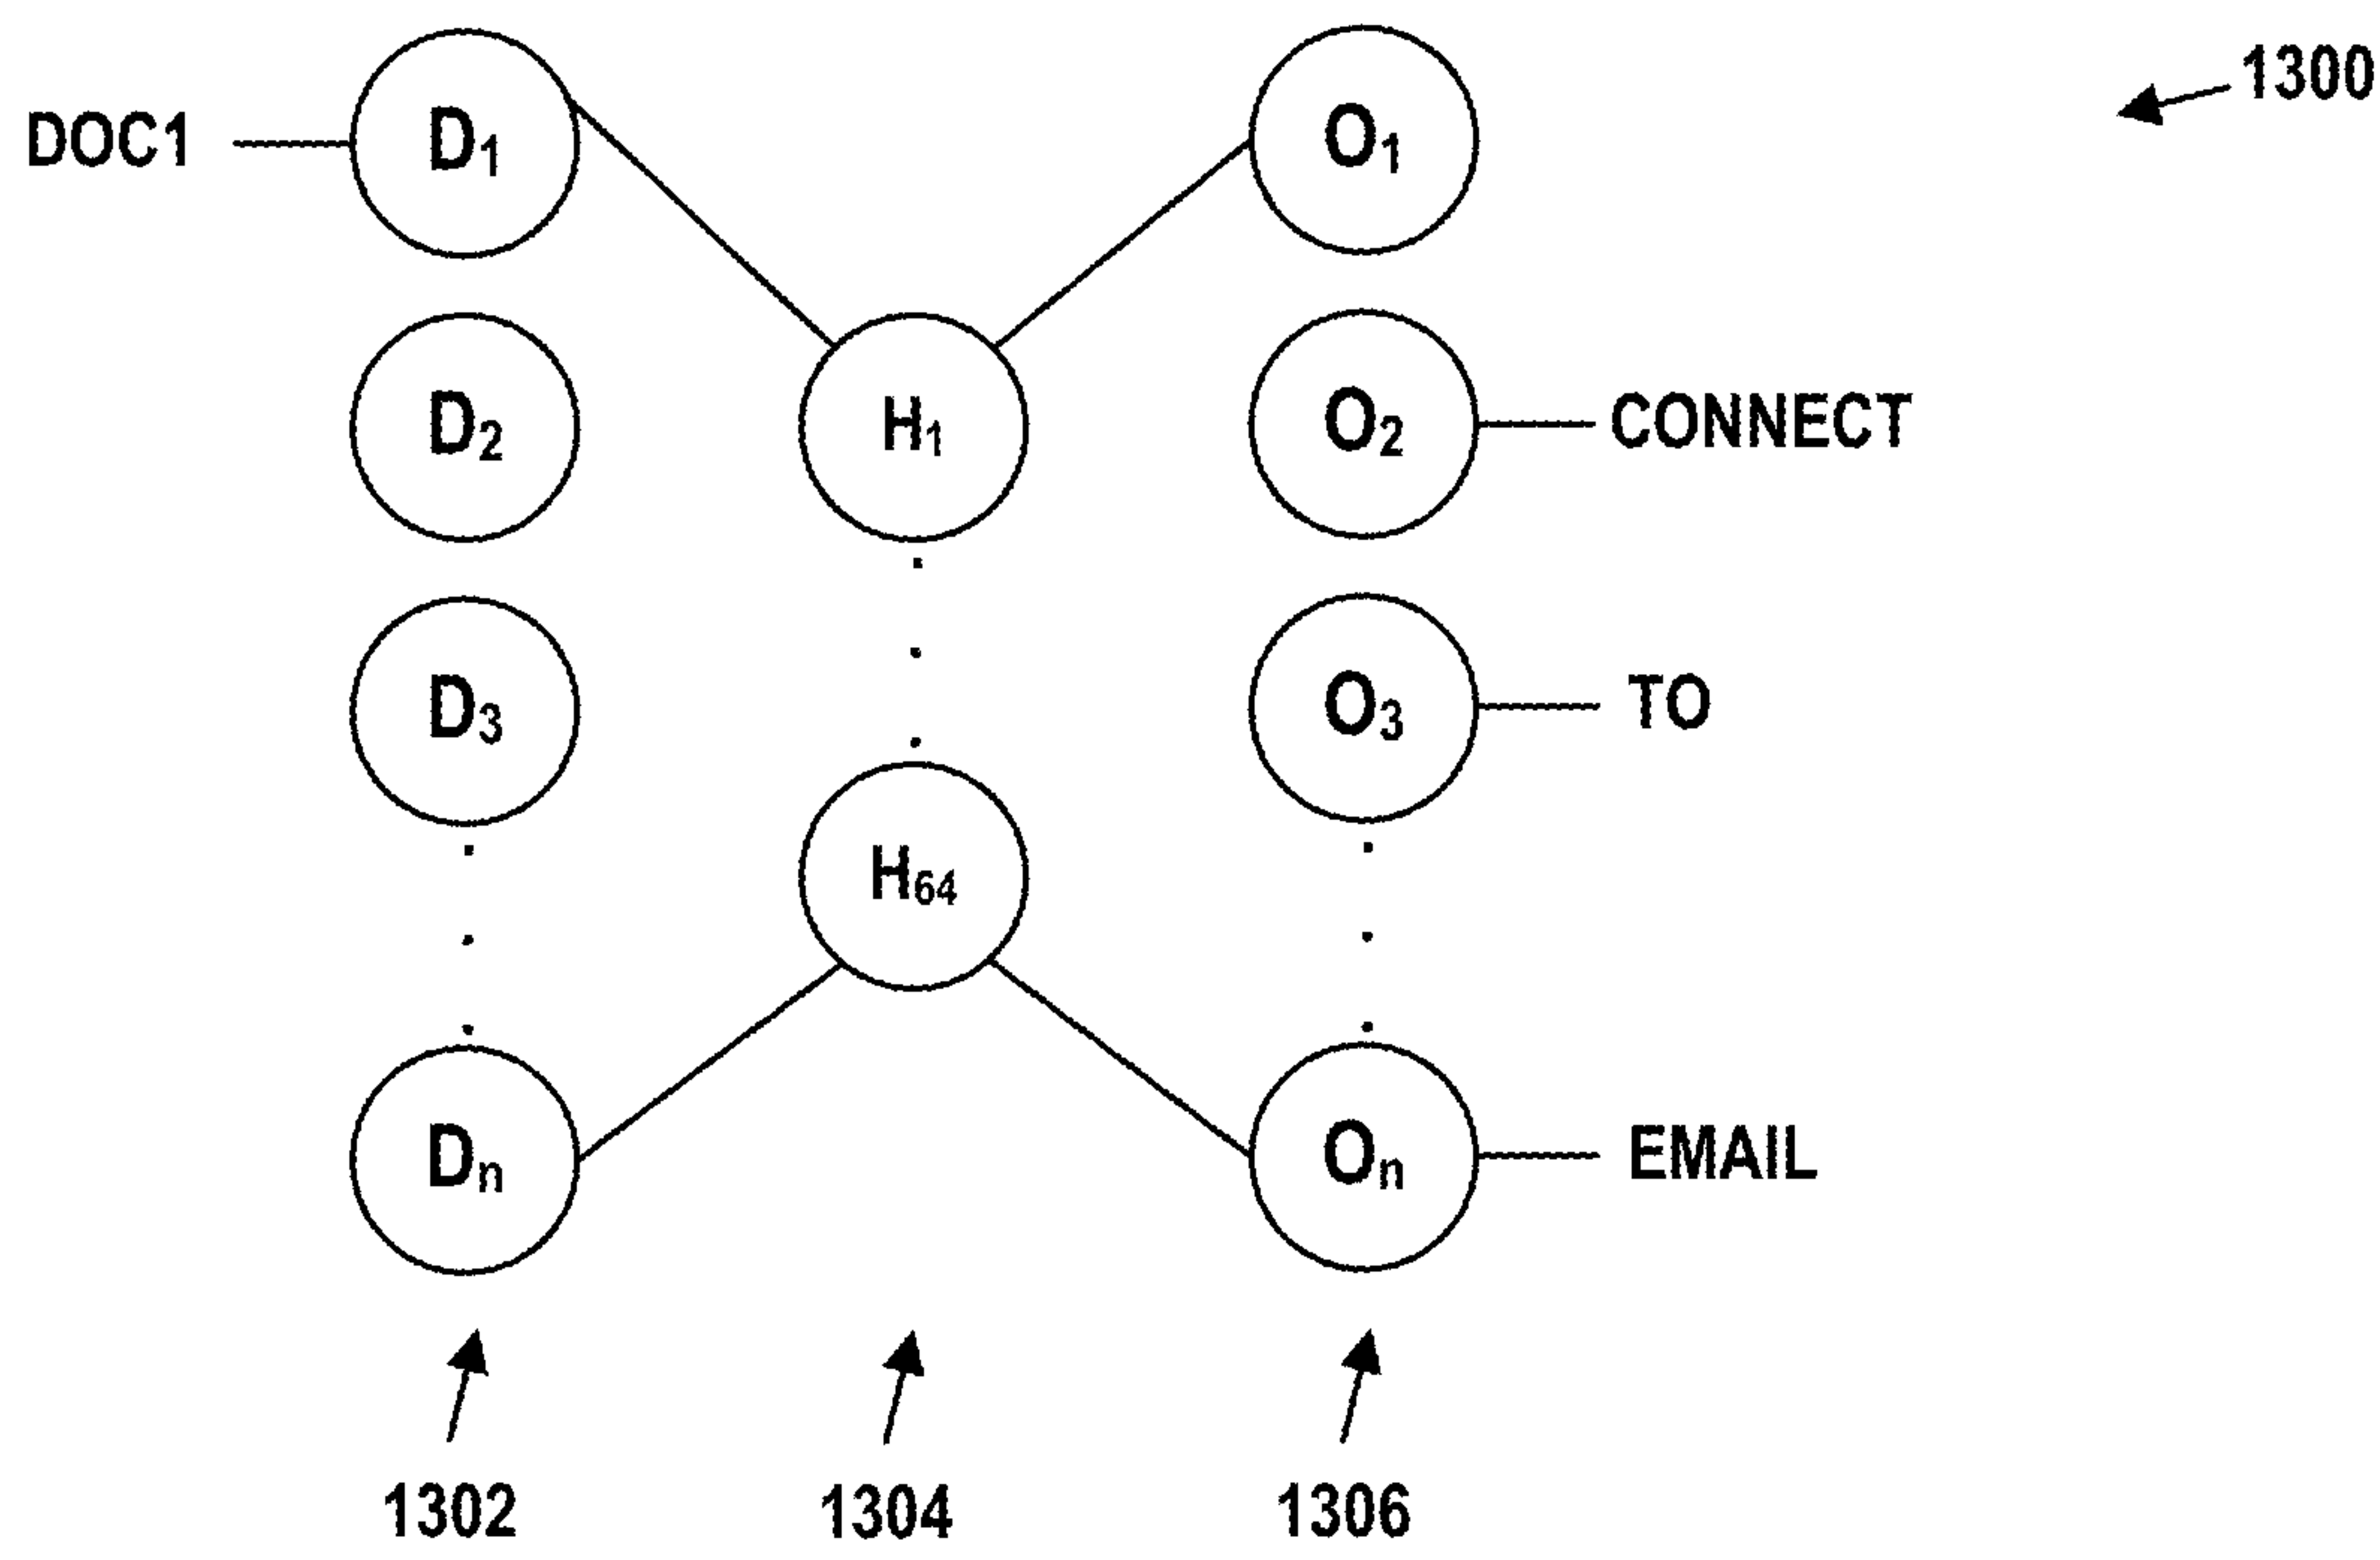 1300
DOC1 D1 O1
D2 H1 O2 CONNECT
D3 O3 TO
H64
Dn On EMAIL
1302 1304 1306